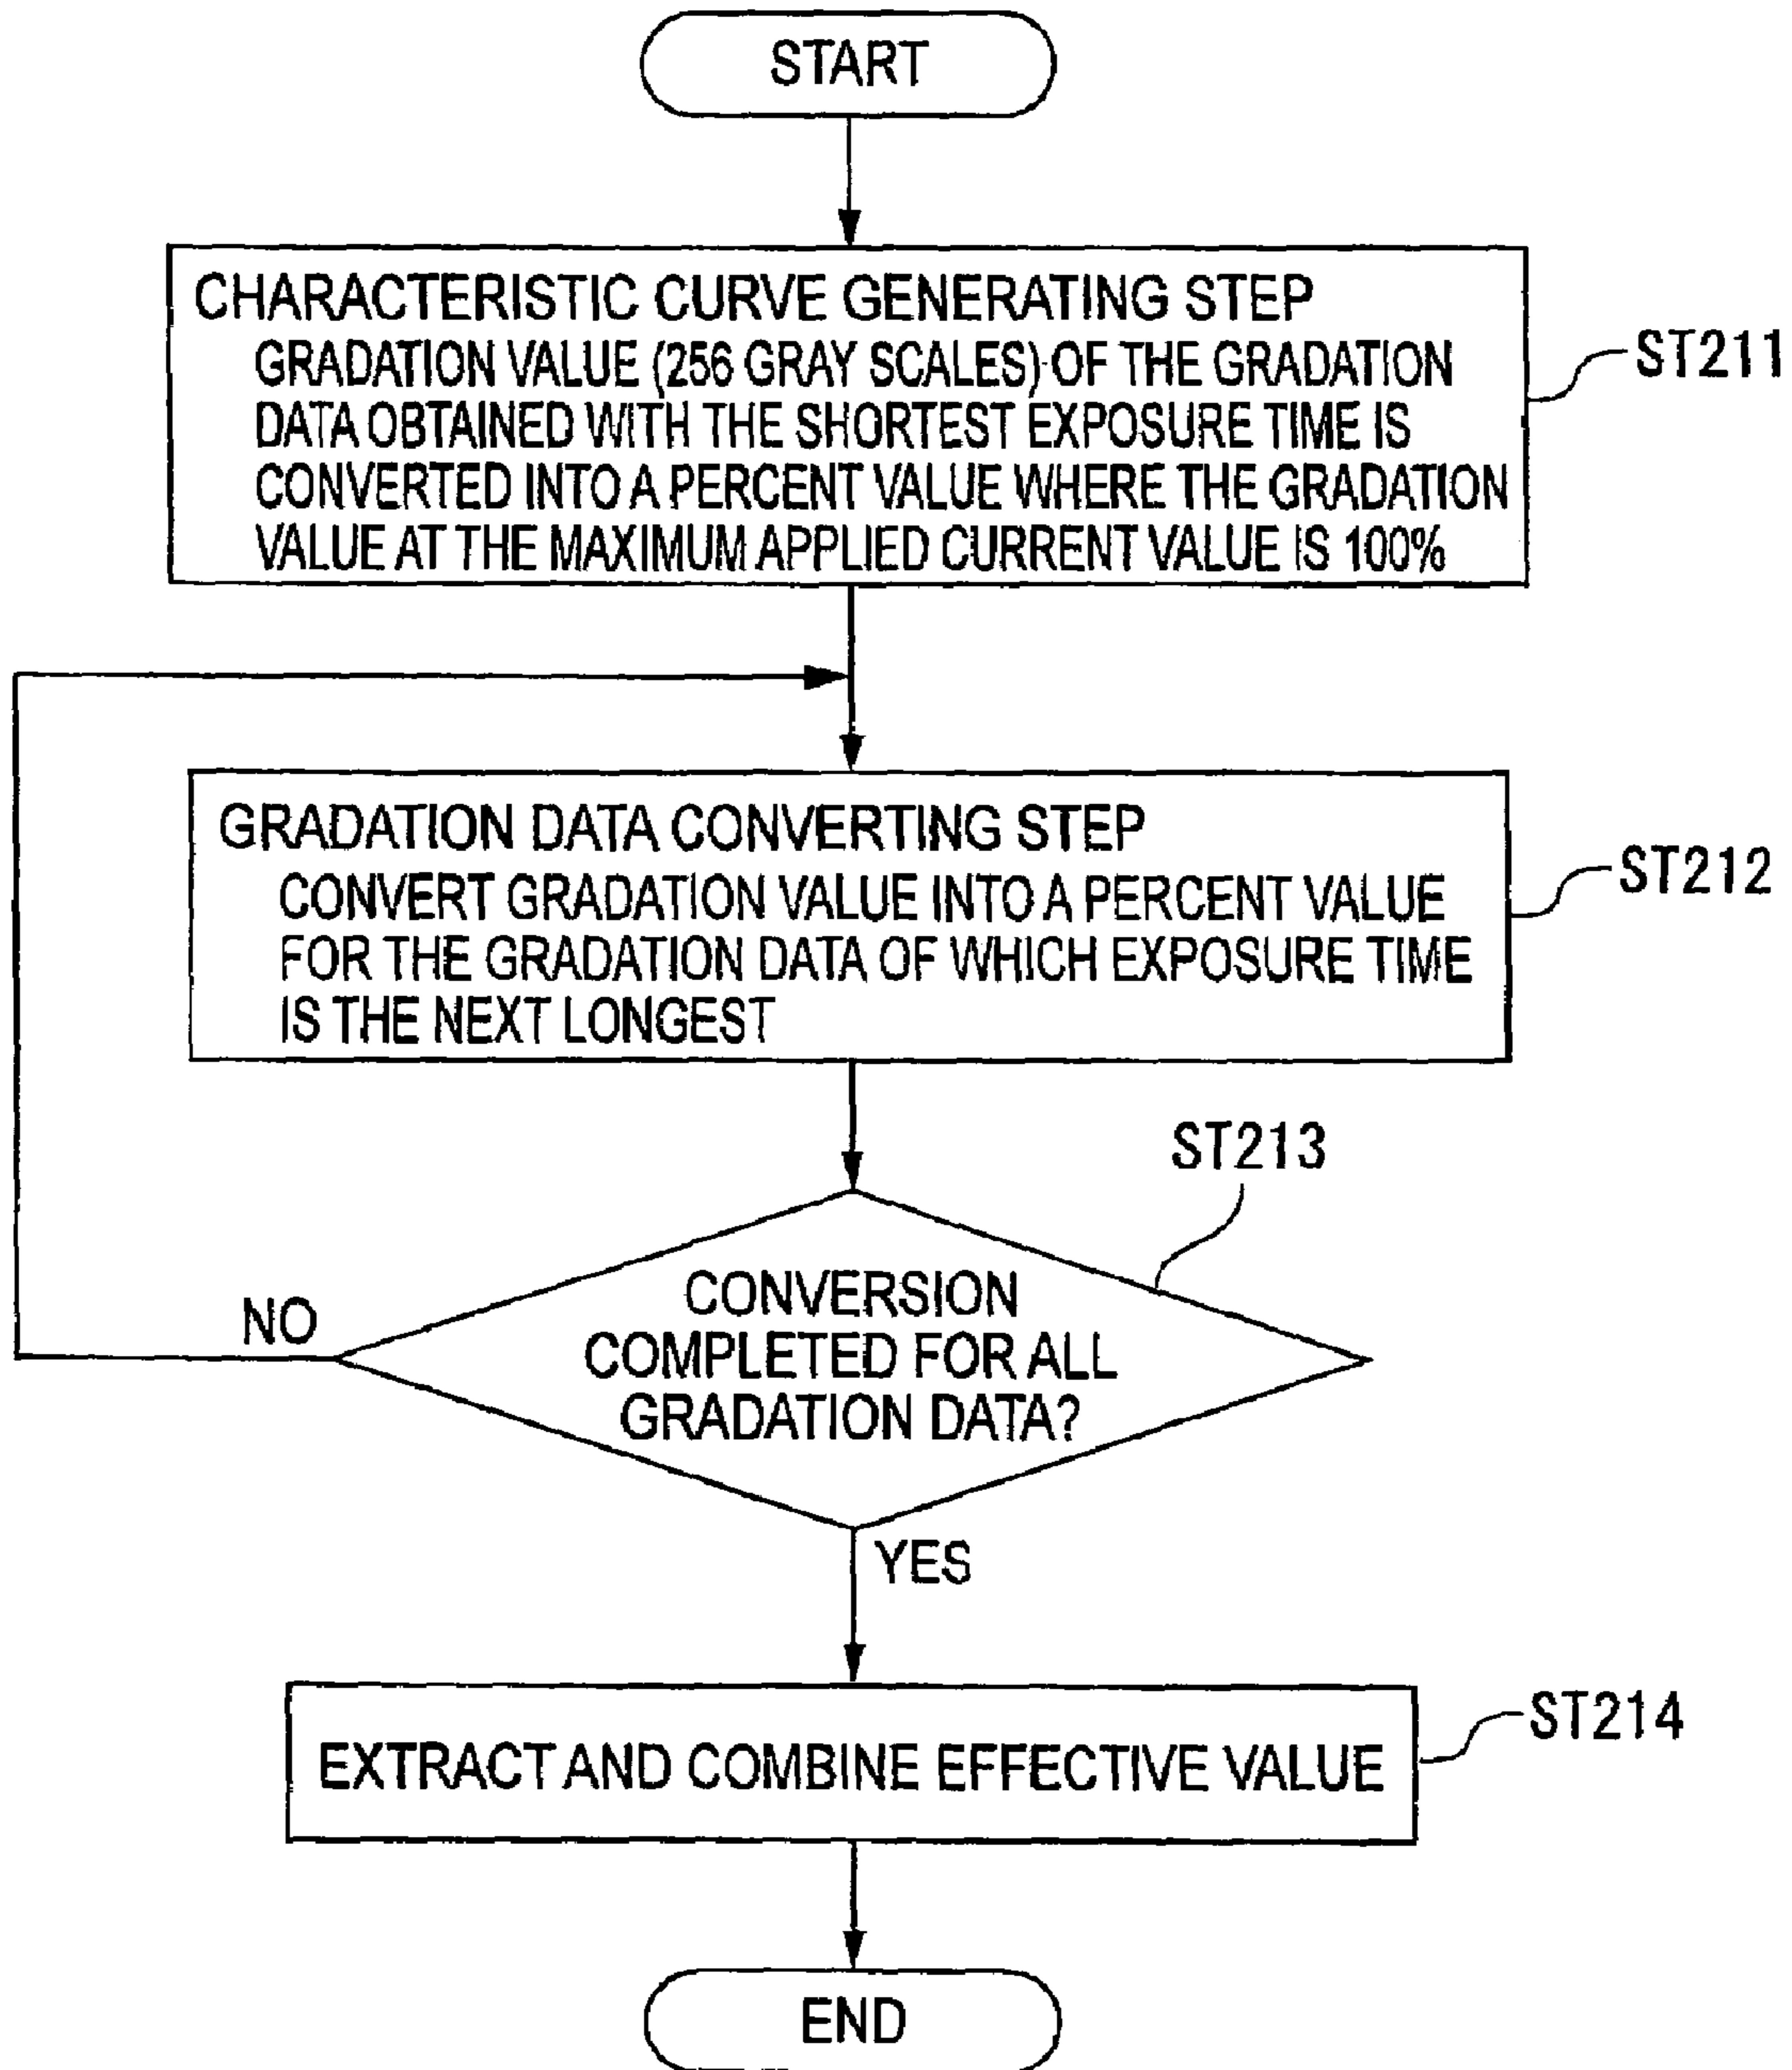 START
CHARACTERISTIC CURVE GENERATING STEP
GRADATION VALUE (256 GRAY SCALES) OF THE GRADATION
DATA OBTAINED WITH THE SHORTEST EXPOSURE TIME IS
CONVERTED INTO A PERCENT VALUE WHERE THE GRADATION
VALUE AT THE MAXIMUM APPLIED CURRENT VALUE IS 100%
ST211
GRADATION DATA CONVERTING STEP
CONVERT GRADATION VALUE INTO A PERCENT VALUE
FOR THE GRADATION DATA OF WHICH EXPOSURE TIME
IS THE NEXT LONGEST
ST212
ST213
CONVERSION
COMPLETED FOR ALL
GRADATION DATA?
NO
YES
EXTRACT AND COMBINE EFFECTIVE VALUE
ST214
END